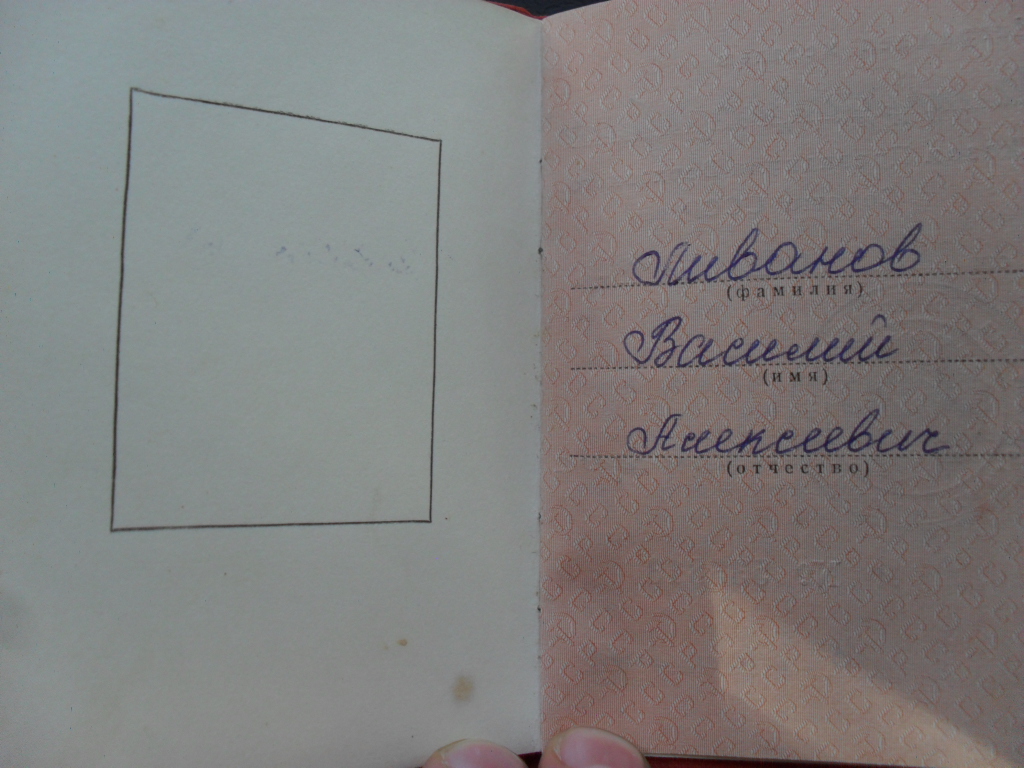 Ливанов
(фамилия)
Василий
(имя)
Алексеевич
(отчество)